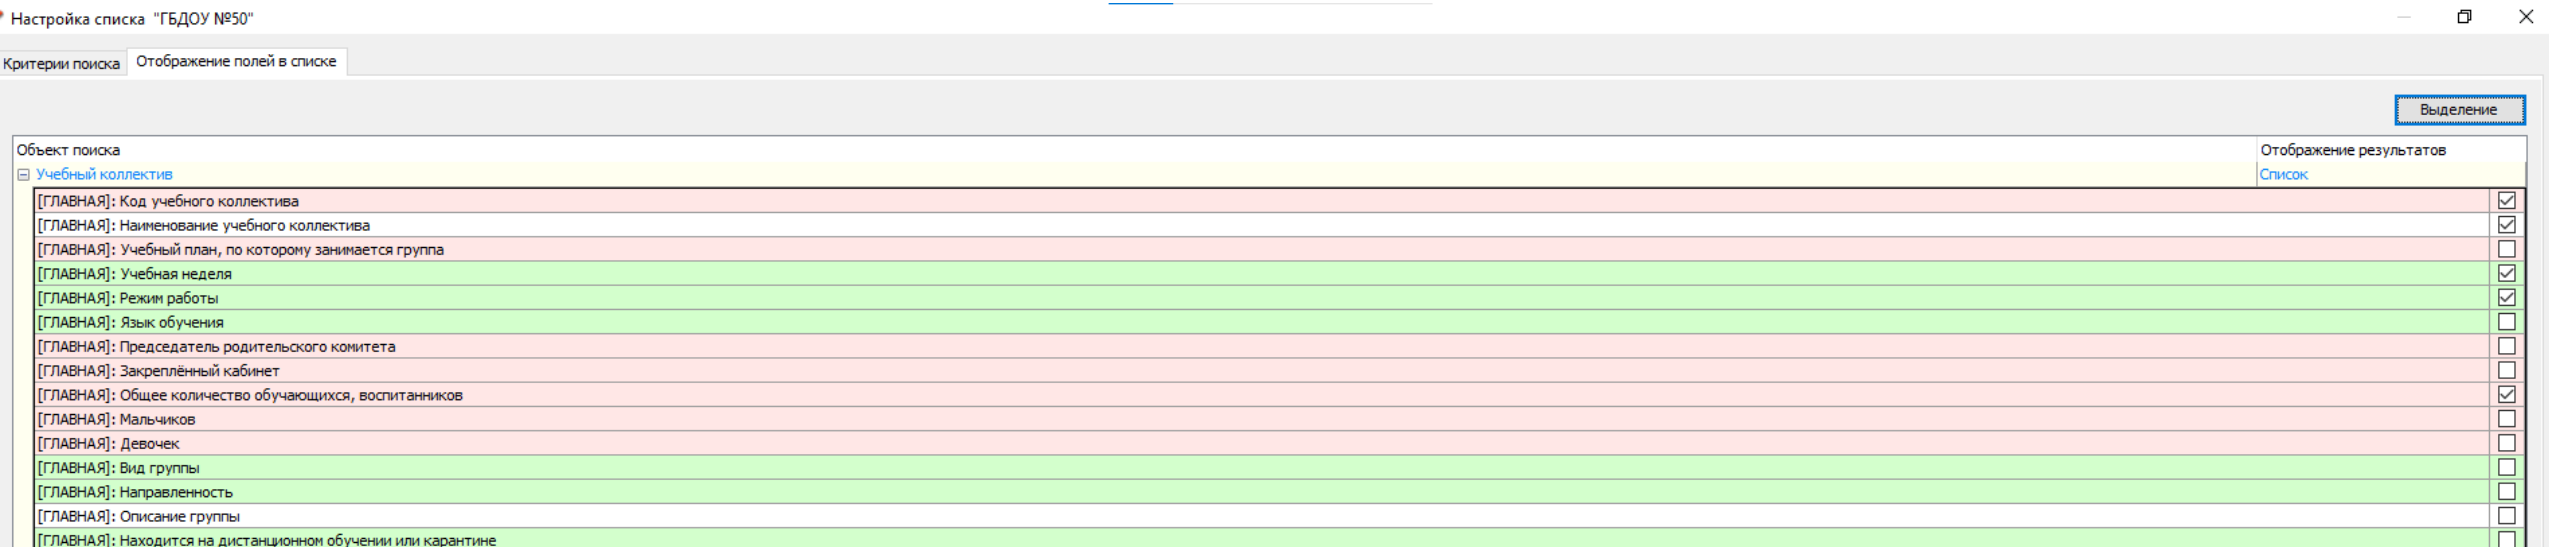 Настройка списка "ГБДОУ №50"
Критерии поиска Отображение полей в списке
Выделение
Объект поиска Отображение результатов
Учебный коллектив Список
[ГЛАВНАЯ]: Код учебного коллектива
[ГЛАВНАЯ]: Наименование учебного коллектива
[ГЛАВНАЯ]: Учебный план, по которому занимается группа
[ГЛАВНАЯ]: Учебная неделя
[ГЛАВНАЯ]: Режим работы
[ГЛАВНАЯ]: Язык обучения
[ГЛАВНАЯ]: Председатель родительского комитета
[ГЛАВНАЯ]: Закреплённый кабинет
[ГЛАВНАЯ]: Общее количество обучающихся, воспитанников
[ГЛАВНАЯ]: Мальчиков
[ГЛАВНАЯ]: Девочек
[ГЛАВНАЯ]: Вид группы
[ГЛАВНАЯ]: Направленность
[ГЛАВНАЯ]: Описание группы
[ГЛАВНАЯ]: Находится на дистанционном обучении или карантине